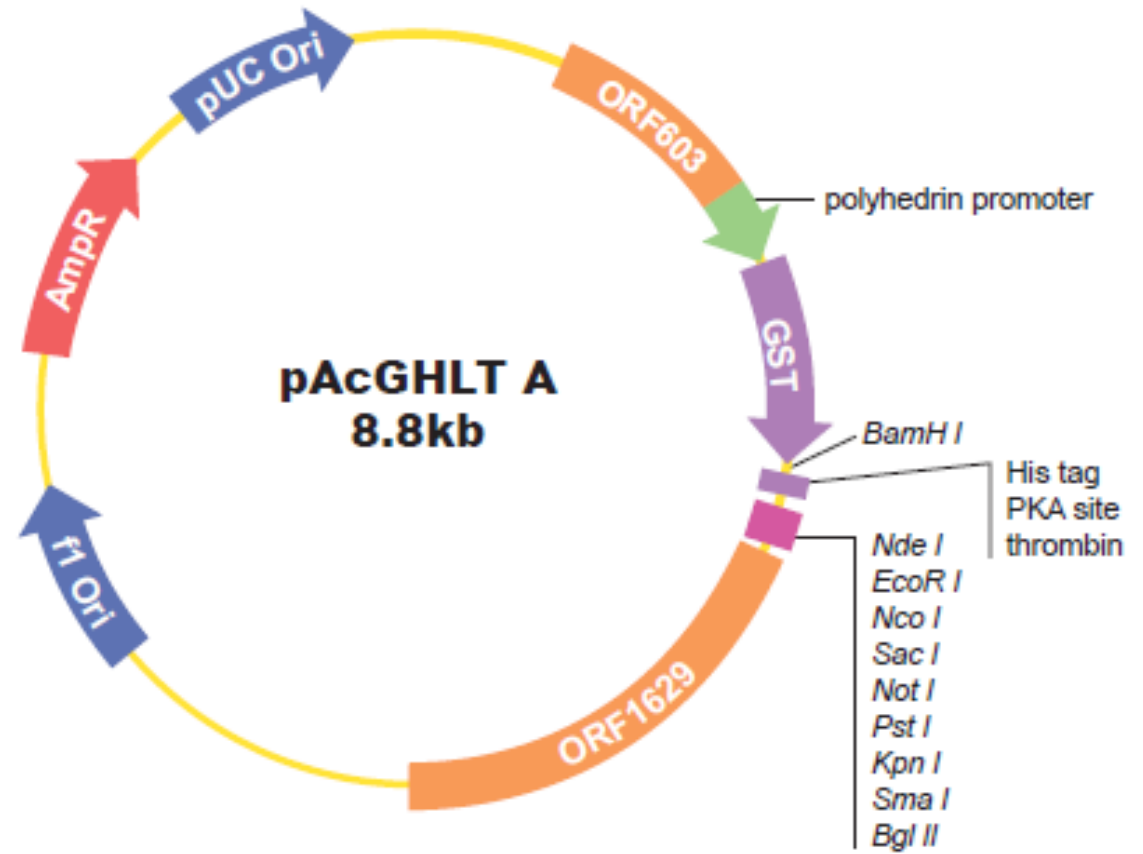 pUC Ori
ORF603
polyhedrin promoter
AmpR
GST
pAcGHLT A
8.8kb
BamH I
His tag
PKA site
thrombin
Nde I
EcoR I
Nco I
Sac I
Not I
Pst I
Kpn I
Sma I
Bgl II
f1 Ori
ORF1629